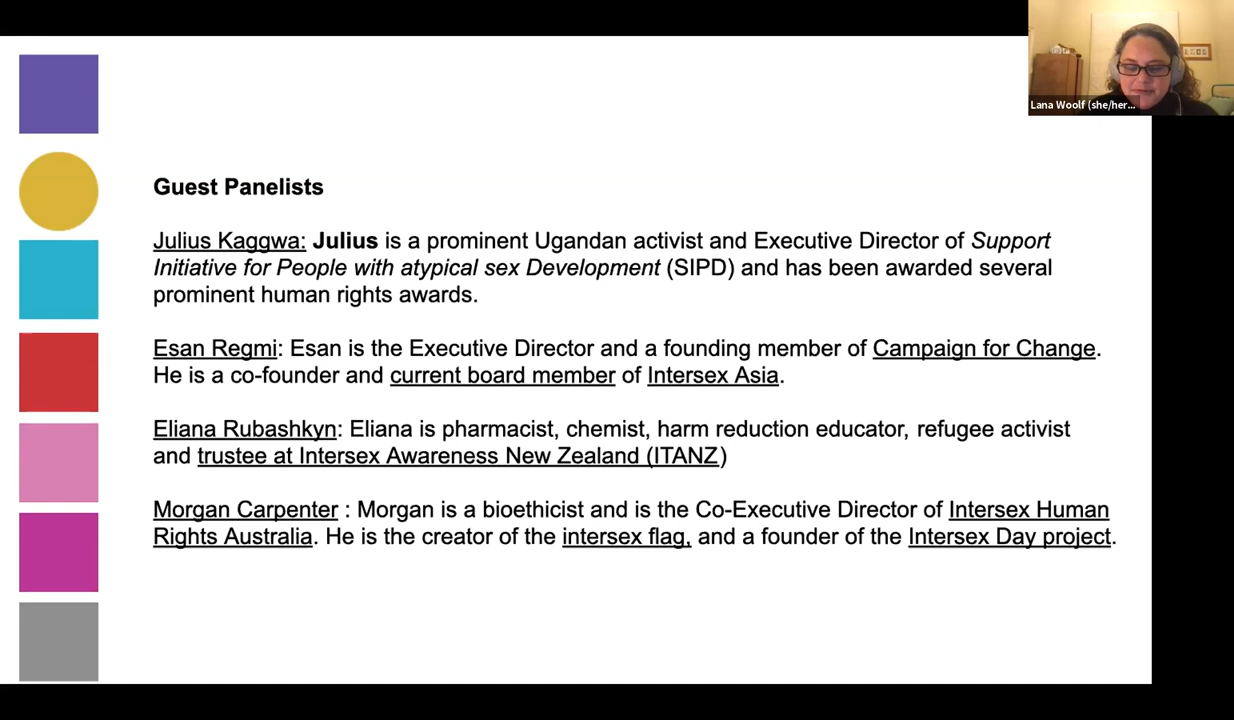 Lana Woolf (she/her...
Guest Panelists
Julius Kaggwa: Julius is a prominent Ugandan activist and Executive Director of Support
Initiative for People with atypical sex Development (SIPD) and has been awarded several
prominent human rights awards.
Esan Regmi: Esan is the Executive Director and a founding member of Campaign for Change.
He is a co-founder and current board member of Intersex Asia.
Eliana Rubashkyn: Eliana is pharmacist, chemist, harm reduction educator, refugee activist
and trustee at Intersex Awareness New Zealand (ITANZ)
Morgan Carpenter : Morgan is a bioethicist and is the Co-Executive Director of Intersex Human
Rights Australia. He is the creator of the intersex flag, and a founder of the Intersex Day project.